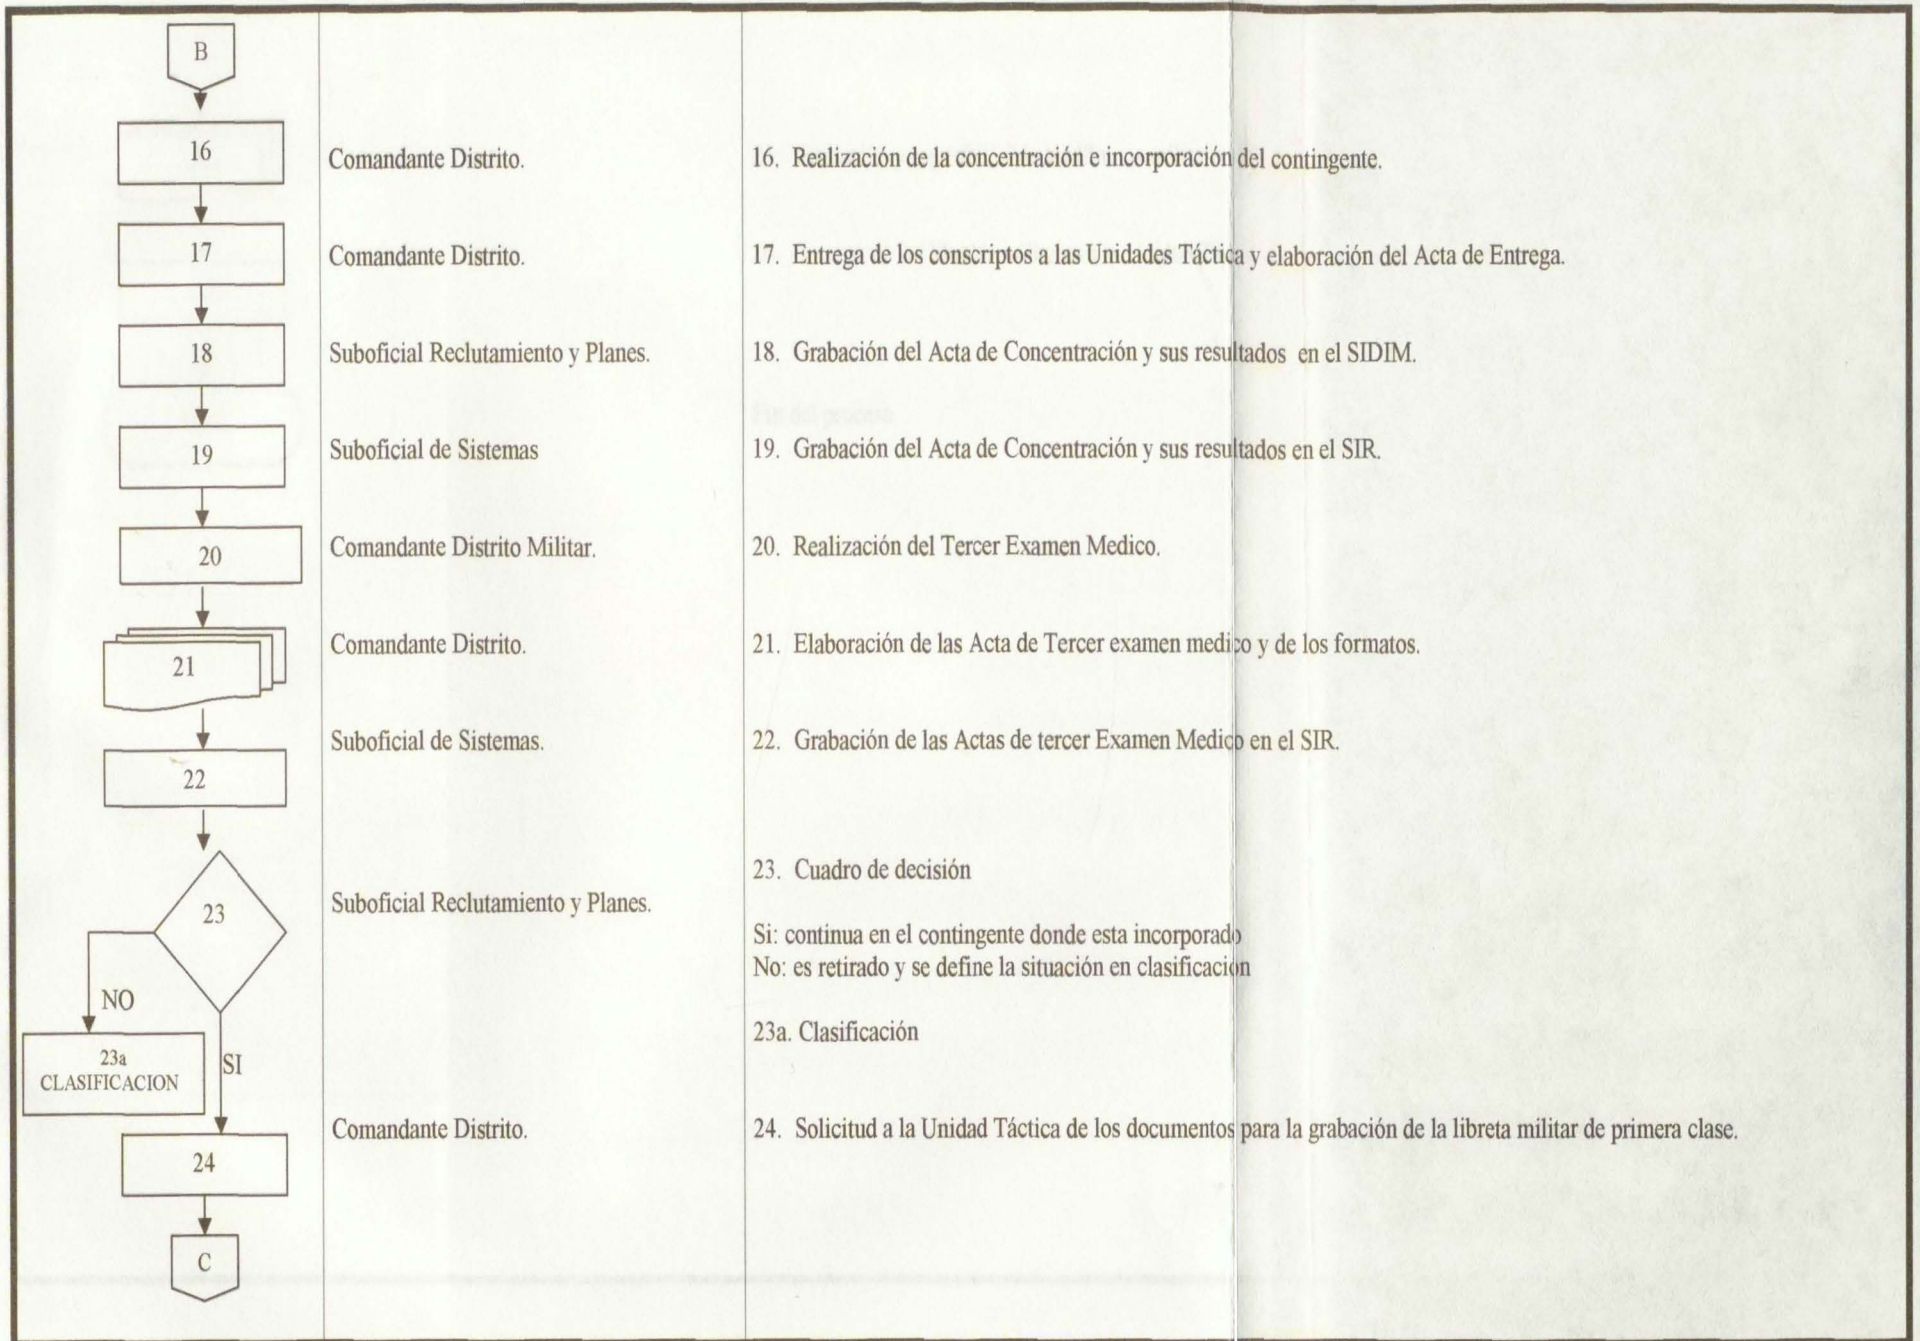 B
16
Comandante Distrito.
16. Realización de la concentración e incorporación del contingente.
17
Comandante Distrito.
17. Entrega de los conscriptos a las Unidades Táctica y elaboración del Acta de Entrega.
18
Suboficial Reclutamiento y Planes.
18. Grabación del Acta de Concentración y sus resultados en el SIDIM.
Fin del proceso
19
Suboficial de Sistemas
19. Grabación del Acta de Concentración y sus resultados en el SIR.
20
Comandante Distrito Militar.
20. Realización del Tercer Examen Medico.
21
Comandante Distrito.
21. Elaboración de las Acta de Tercer examen medico y de los formatos.
22
Suboficial de Sistemas.
22. Grabación de las Actas de tercer Examen Medico en el SIR.
23
Suboficial Reclutamiento y Planes.
23. Cuadro de decisión
Si: continua en el contingente donde esta incorporado
No: es retirado y se define la situación en clasificación
NO
23a. Clasificación
23a
CLASIFICACION
SI
24
Comandante Distrito.
24. Solicitud a la Unidad Táctica de los documentos para la grabación de la libreta militar de primera clase.
C